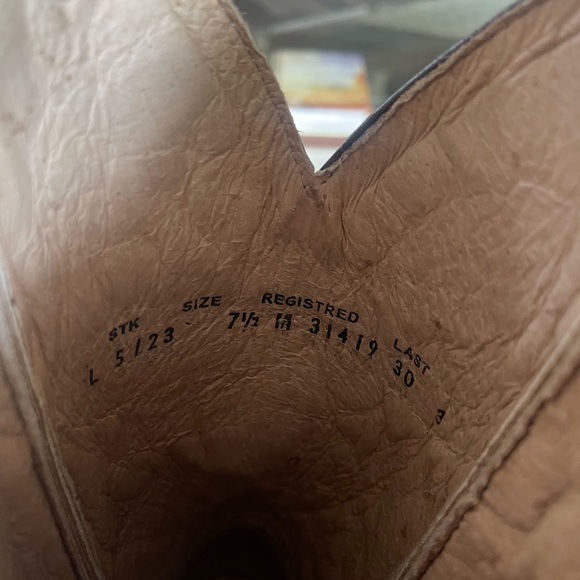 STK SIZE REGISTRED LAST
L 5123 7½ M 31419 30
3